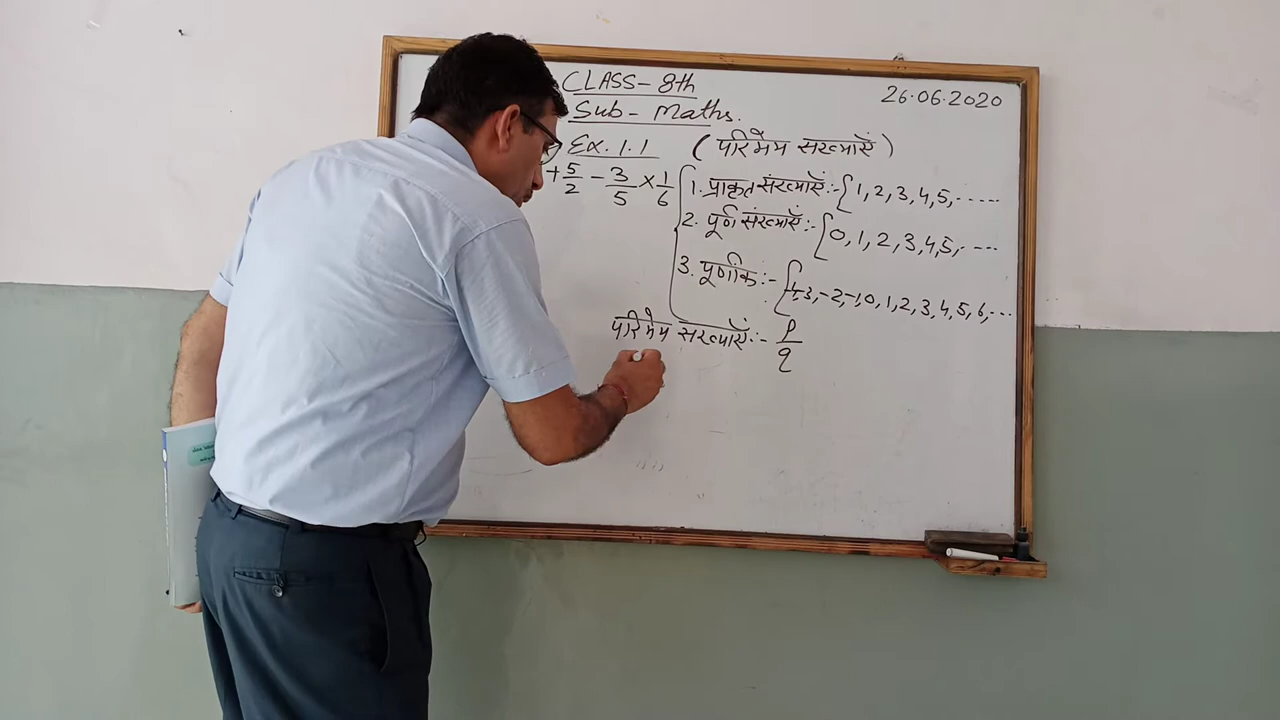 CLASS-8th
26.06.2020
Sub- Maths.
Ex. 1.1 (परिमेय संख्याएँ)
+ 5/2 - 3/5 × 1/6
1. प्राकृत संख्याएँ:- { 1, 2, 3, 4, 5, .....
2. पूर्ण संख्याएँ:- { 0, 1, 2, 3, 4, 5, ...
3. पूर्णांक:- { -3, -2, -1, 0, 1, 2, 3, 4, 5, 6, ...
परिमेय संख्याएँ:- p/q